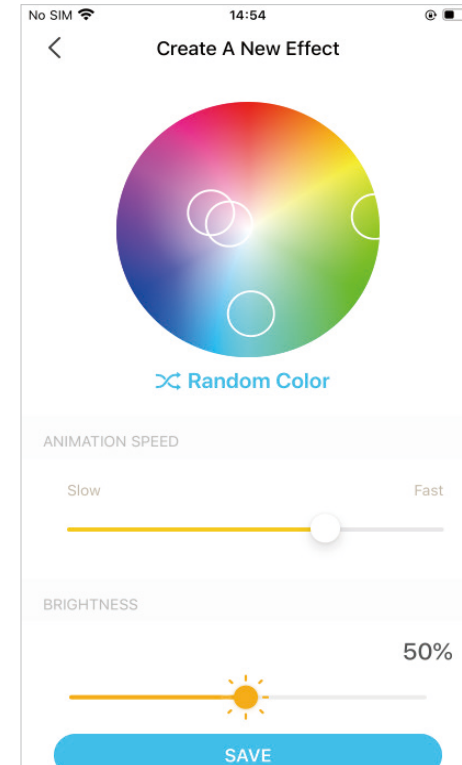 No SIM 14:54
Create A New Effect
Random Color
ANIMATION SPEED
Slow Fast
BRIGHTNESS
50%
SAVE